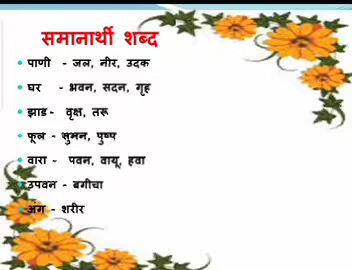 समानार्थी शब्द
पाणी - जल, नीर, उदक
घर - भवन, सदन, गृह
झाड - वृक्ष, तरू
फूल - सुमन, पुष्प
वारा - पवन, वायू, हवा
उपवन - बगीचा
अंग - शरीर